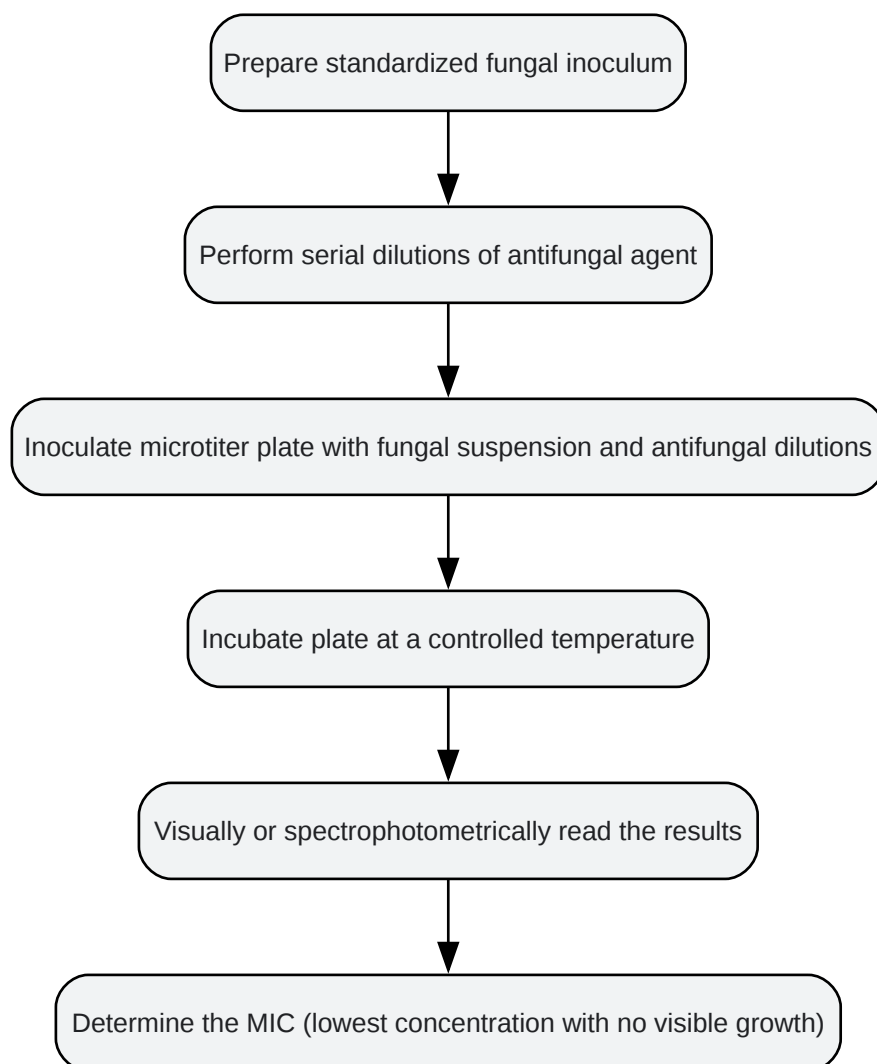 Prepare standardized fungal inoculum
Perform serial dilutions of antifungal agent
Inoculate microtiter plate with fungal suspension and antifungal dilutions
Incubate plate at a controlled temperature
Visually or spectrophotometrically read the results
Determine the MIC (lowest concentration with no visible growth)